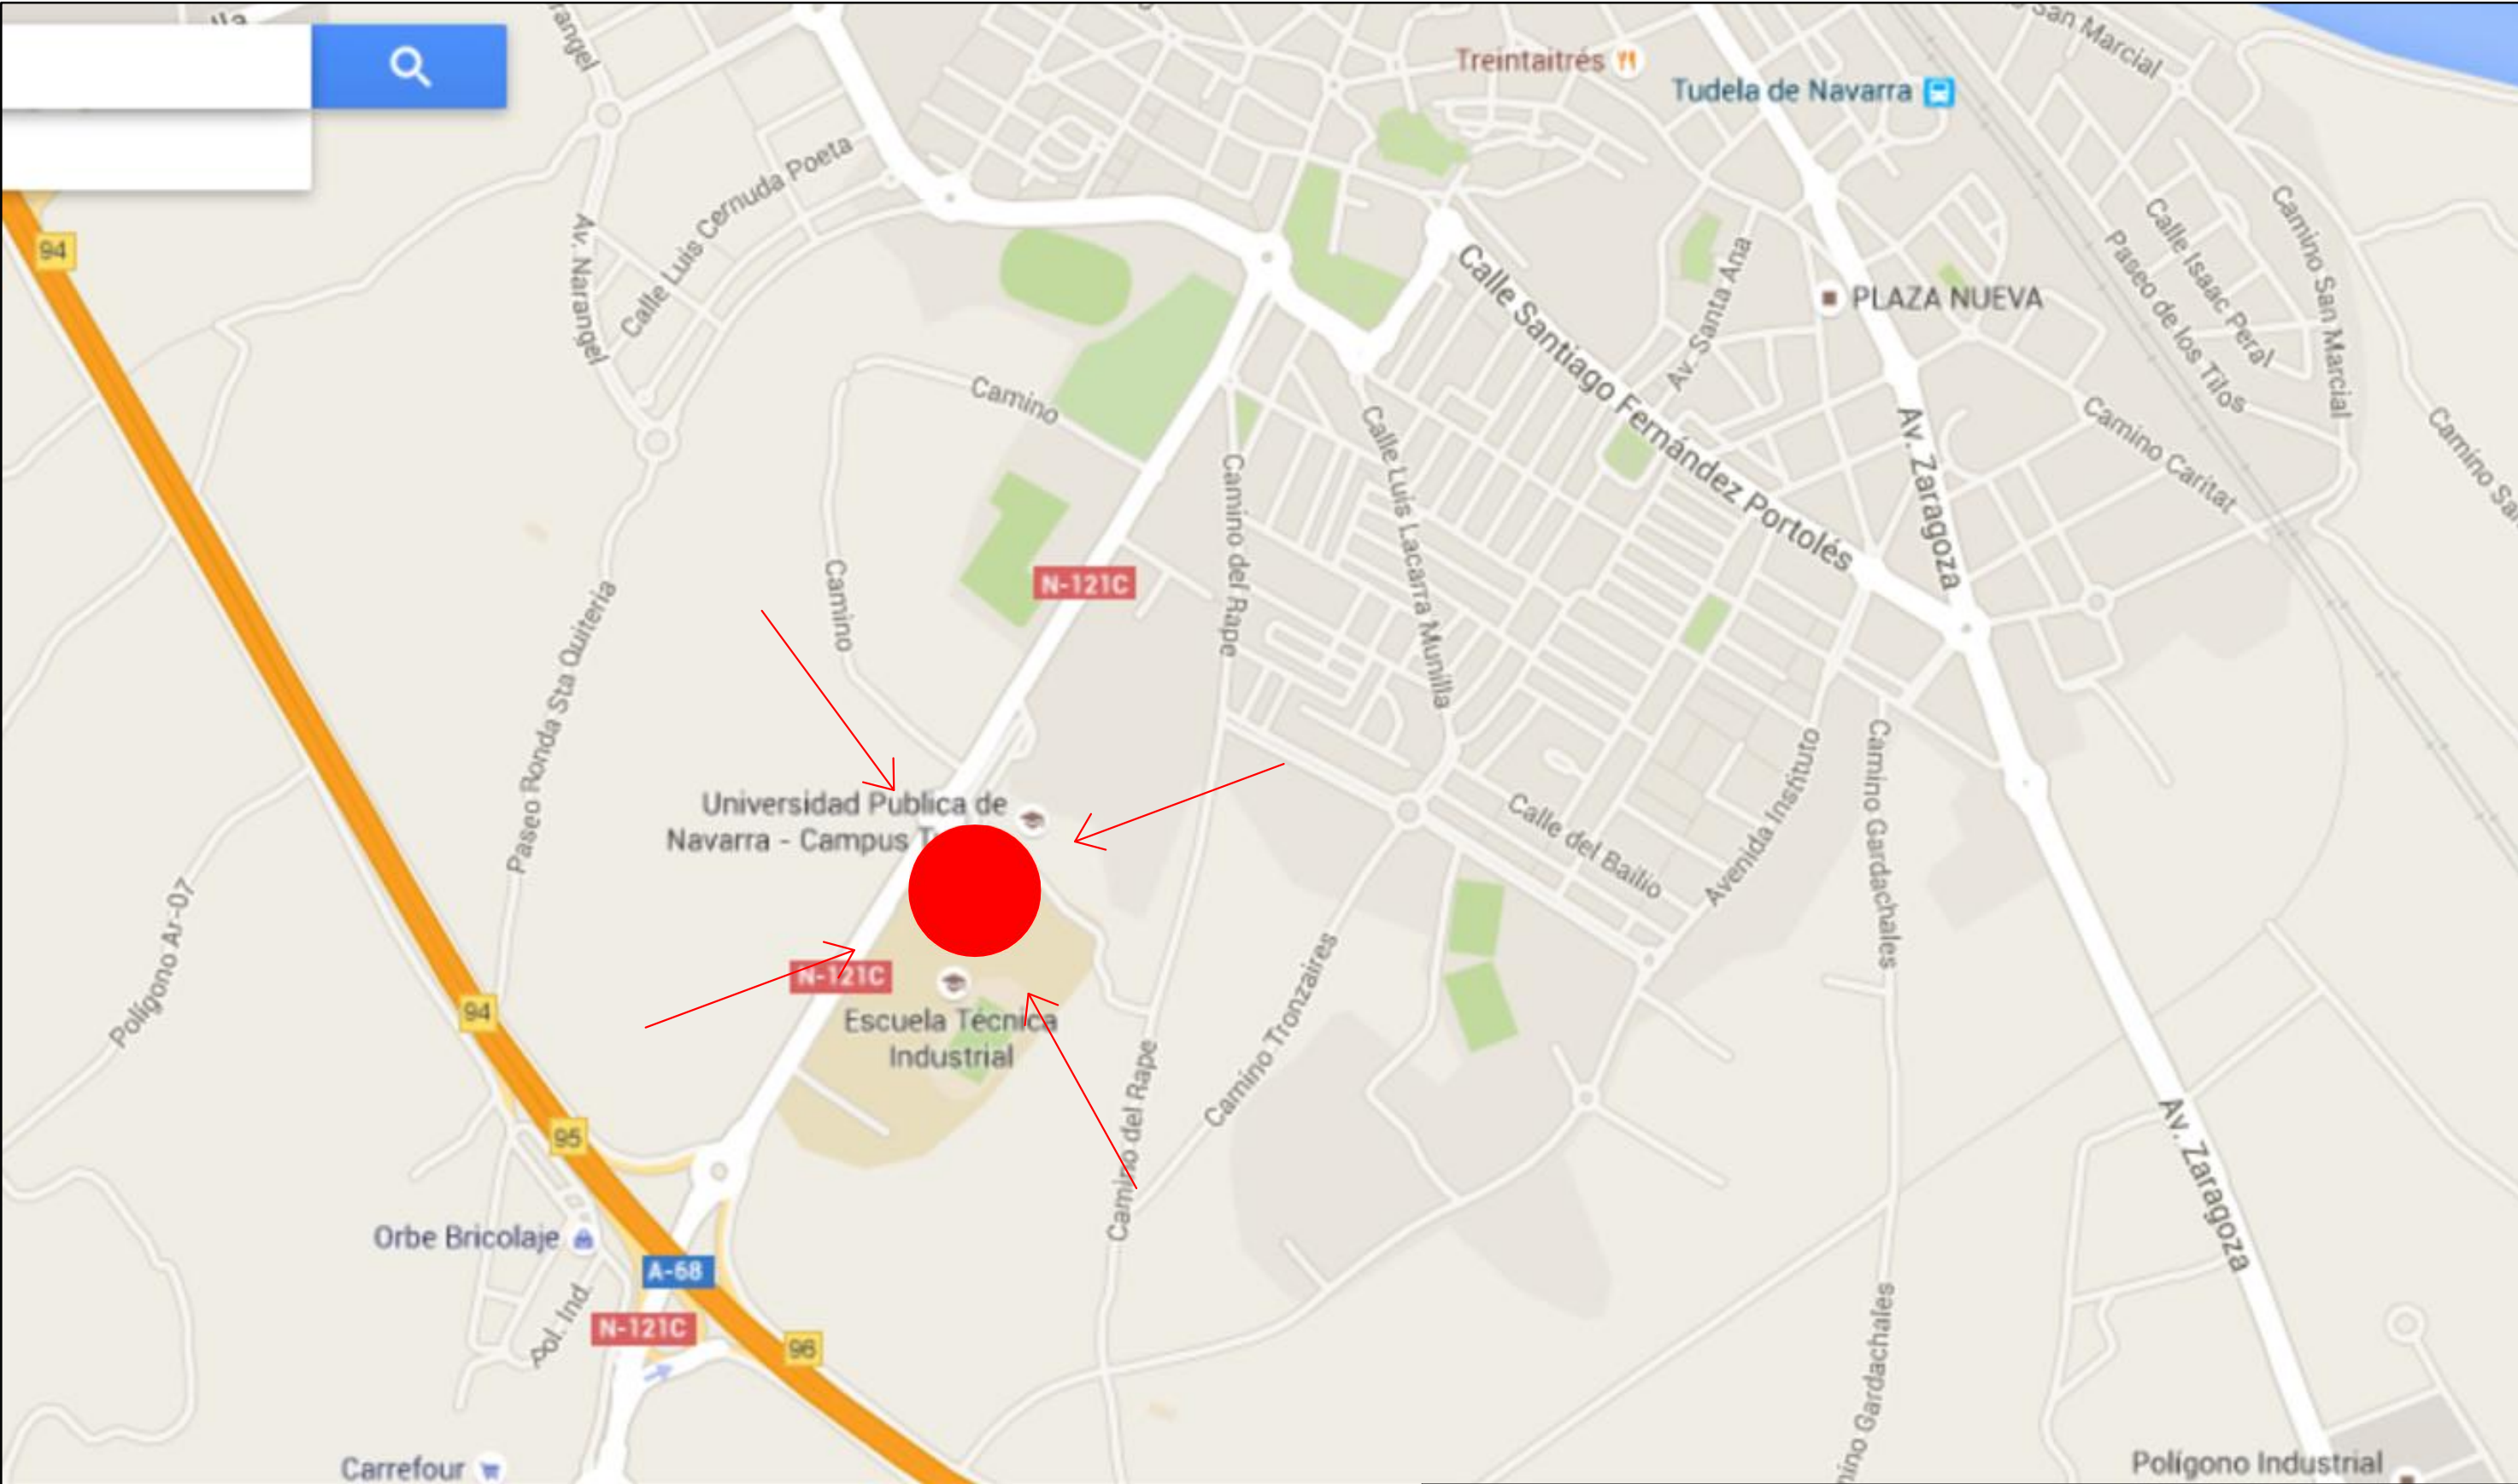 San Marcial
Treintaitrés
Tudela de Navarra
Calle Luis Cernuda Poeta
94
Av. Narangel
Calle Santiago Fernández Portolés
Av. Santa Ana
PLAZA NUEVA
Calle Isaac Peral
Paseo de los Tilos
Camino San Marcial
Camino
Calle Luis Lacarra Munilla
Av. Zaragoza
Camino Caritat
Camino del Rape
N-121C
Camino
Paseo Ronda Sta Quiteria
Universidad Publica de
Navarra - Campus
Calle del Bailío
Avenida Instituto
Camino Gardachales
Polígono Ar-07
N-121C
Escuela Técnica
Industrial
94
Camino del Rape
Camino Tronzaires
95
Av. Zaragoza
Orbe Bricolaje
A-68
Pol. Ind.
N-121C
96
Gardachales
Carrefour
Polígono Industrial